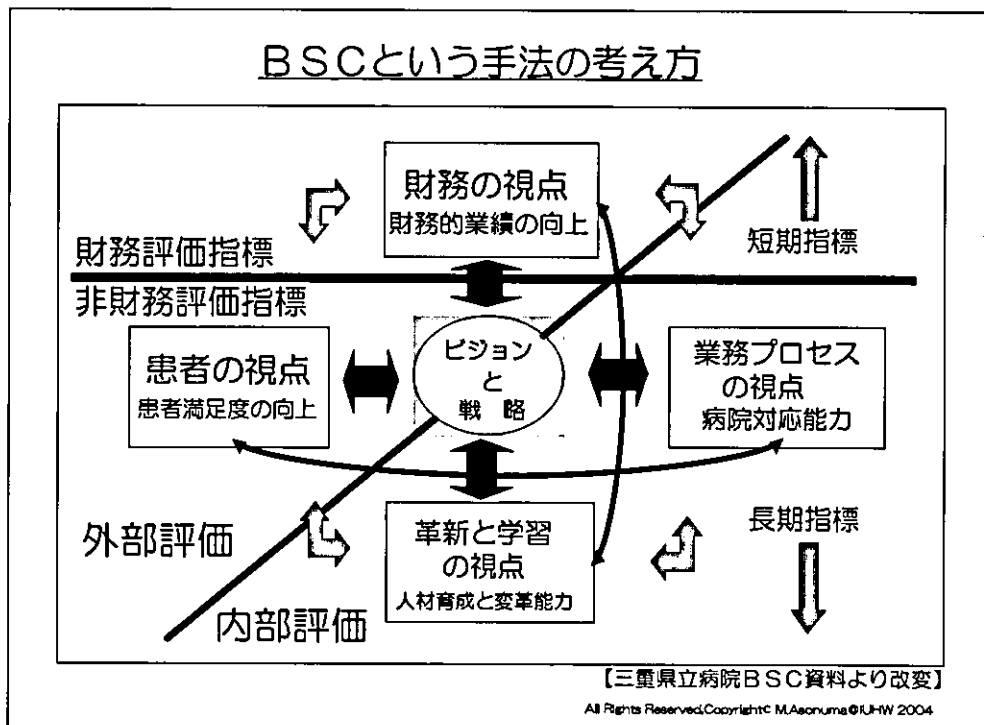 BSCという手法の考え方
財務の視点
財務的業績の向上
短期指標
財務評価指標
非財務評価指標
ビジョン
と
戦 略
患者の視点
患者満足度の向上
業務プロセス
の視点
病院対応能力
外部評価
内部評価
革新と学習
の視点
人材育成と変革能力
長期指標
【三重県立病院BSC資料より改変】
All Rights Reserved,Copyright© M.Asonuma@IUHW 2004